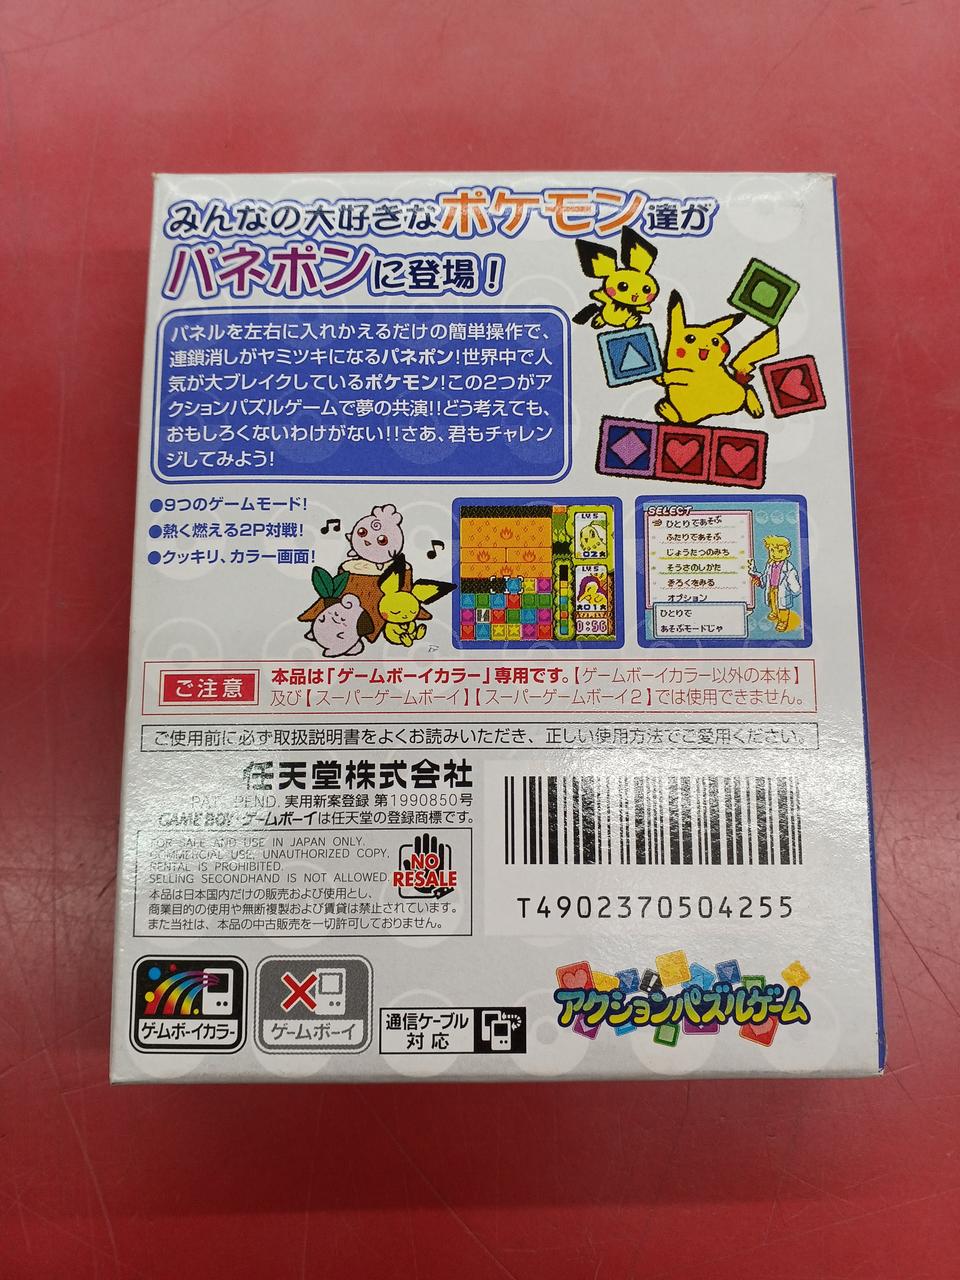 みんなの大好きなポケモン達が
パネポンに登場!
パネルを左右に入れかえるだけの簡単操作で、
連鎖消しがヤミツキになるパネポン!世界中で人
気が大ブレイクしているポケモン!この2つがア
クションパズルゲームで夢の共演!!どう考えても、
おもしろくないわけがない!!さあ、君もチャレン
ジしてみよう!
●9つのゲームモード!
●熱く燃える2P対戦!
●クッキリ、カラー画面!
LV.5
02
LV.5
01
0:56
SELECT
ひとりであそぶ
ふたりであそぶ
じょうたつのみち
そうさのしかた
きろくをみる
オプション
ひとりで
あそぶモードじゃ
ご注意
本品は「ゲームボーイカラー」専用です。【ゲームボーイカラー以外の本体】
及び【スーパーゲームボーイ】【スーパーゲームボーイ2】では使用できません。
ご使用前に必ず取扱説明書をよくお読みいただき、正しい使用方法でご愛用ください。
任天堂株式会社
PAT. PEND. 実用新案登録 第1990850号
GAME BOY・ゲームボーイは任天堂の登録商標です。
FOR SAFE AND USE IN JAPAN ONLY.
COMMERCIAL USE, UNAUTHORIZED COPY,
RENTAL IS PROHIBITED.
SELLING SECONDHAND IS NOT ALLOWED.
本品は日本国内だけの販売および使用とし、
商業目的の使用や無断複製および賃貸は禁止されています。
また当社は、本品の中古販売を一切許可しておりません。
NO
RESALE
T4902370504255
ゲームボーイカラー
ゲームボーイ
通信ケーブル
対応
アクションパズルゲーム